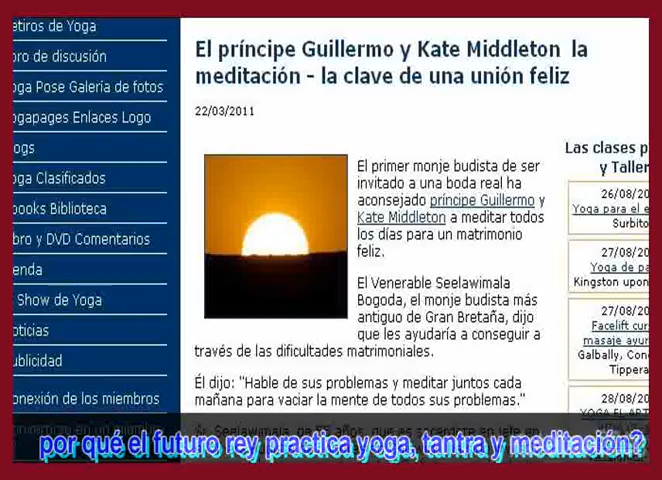 etiros de Yoga
oro de discusión
oga Pose Galería de fotos
ogapages Enlaces Logo
ogs
oga Clasificados
books Biblioteca
bro y DVD Comentarios
enda
Show de Yoga
oticias
ublicidad
onexión de los miembros
El príncipe Guillermo y Kate Middleton la
meditación - la clave de una unión feliz
22/03/2011
El primer monje budista de ser
invitado a una boda real ha
aconsejado príncipe Guillermo y
Kate Middleton a meditar todos
los días para un matrimonio
feliz.
El Venerable Seelawimala
Bogoda, el monje budista más
antiguo de Gran Bretaña, dijo
que les ayudaría a conseguir a
través de las dificultades matrimoniales.
Él dijo: "Hable de sus problemas y meditar juntos cada
mañana para vaciar la mente de todos sus problemas."
Las clases p
y Taller
26/08/20
Yoga para el e
Surbito
27/08/20
Yoga de pa
Kingston upon
27/08/20
Facelift cur
masaje ayur
Galbally, Con
Tippera
28/08/20
YOGA EL ART
por qué el futuro rey practica yoga, tantra y meditación?